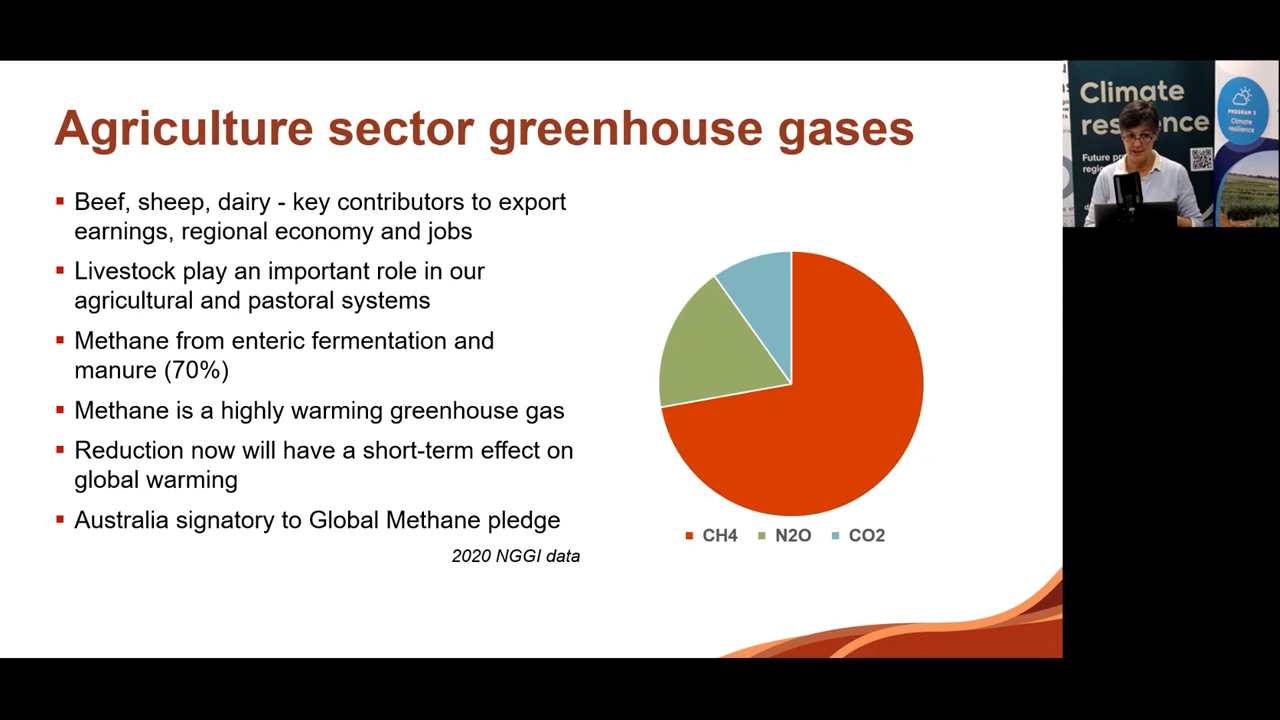 Agriculture sector greenhouse gases
Beef, sheep, dairy - key contributors to export
earnings, regional economy and jobs
Livestock play an important role in our
agricultural and pastoral systems
Methane from enteric fermentation and
manure (70%)
Methane is a highly warming greenhouse gas
Reduction now will have a short-term effect on
global warming
Australia signatory to Global Methane pledge
2020 NGGI data
CH4 N2O CO2
Climate
Future
PROGRAM 3
Climate
resilience